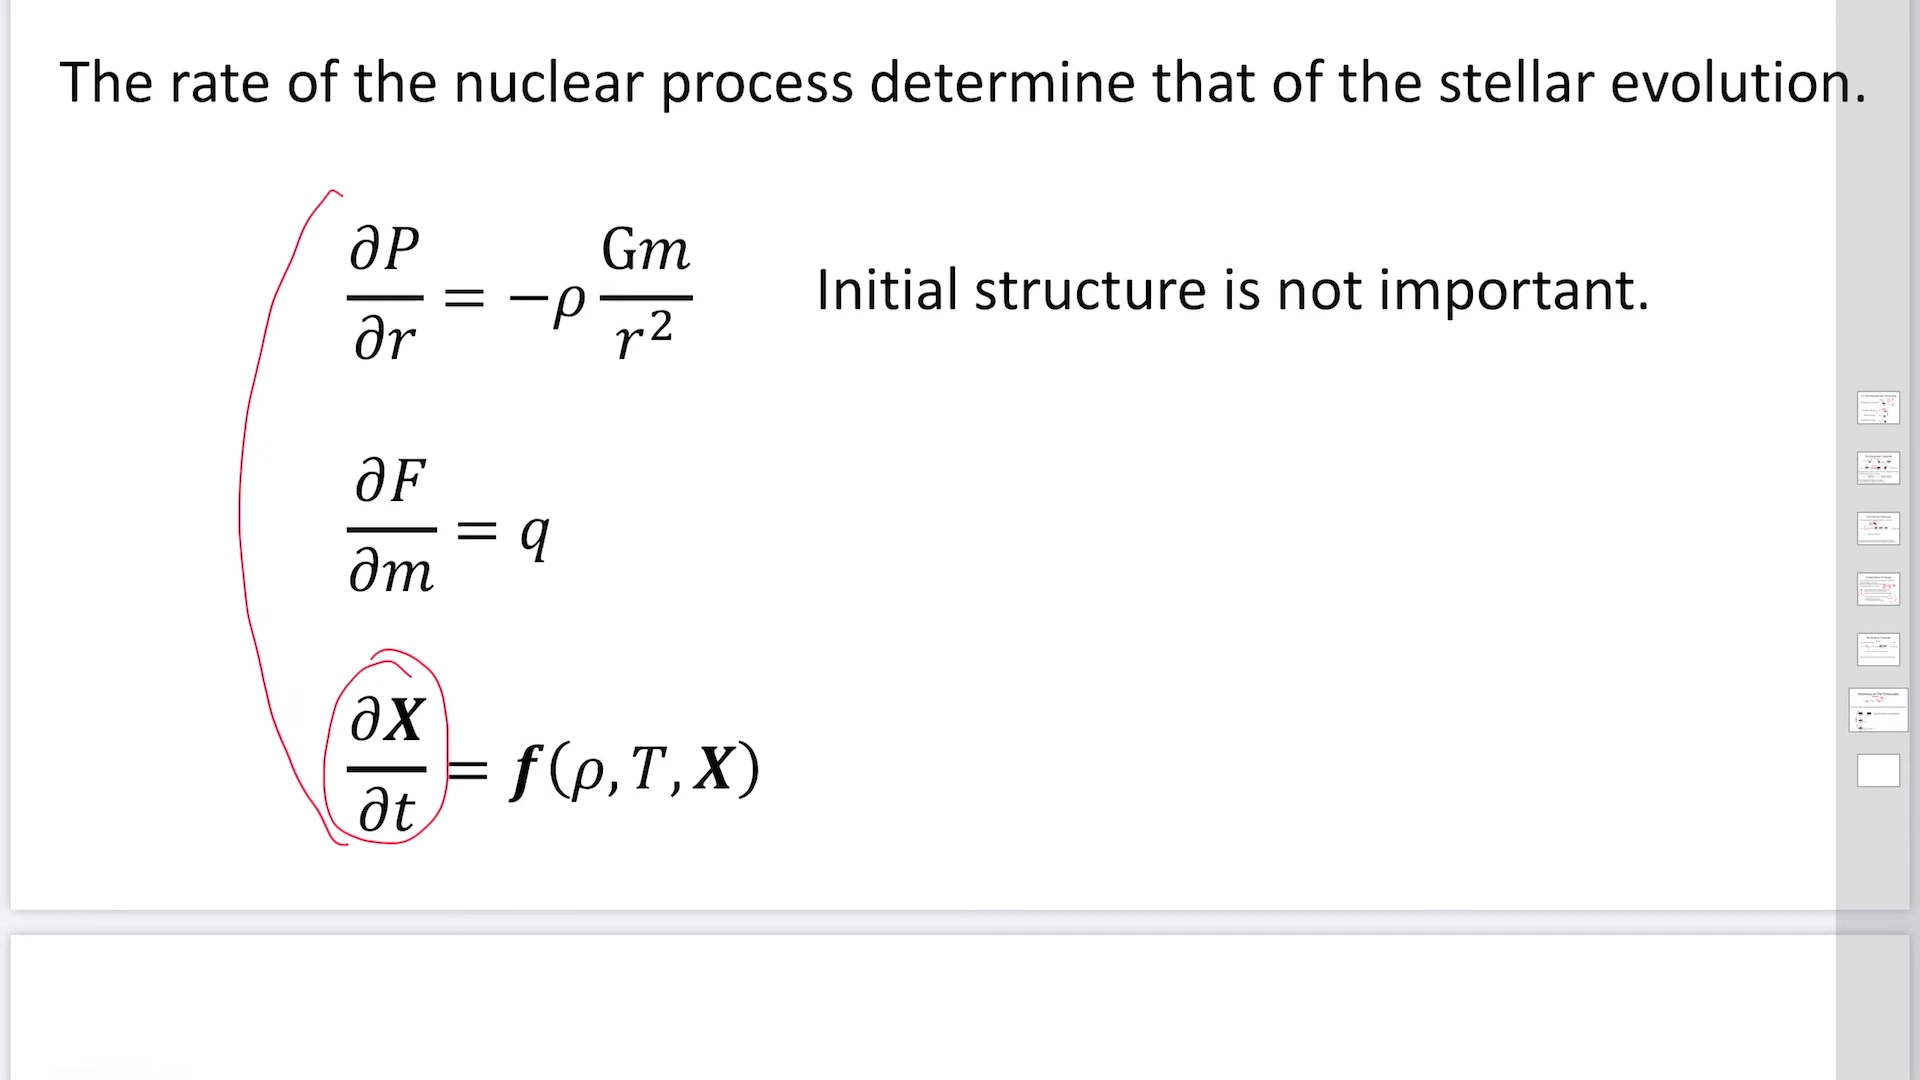 The rate of the nuclear process determine that of the stellar evolution.
∂P/∂r = −ρ Gm/r²
Initial structure is not important.
∂F/∂m = q
∂X/∂t = f(ρ, T, X)